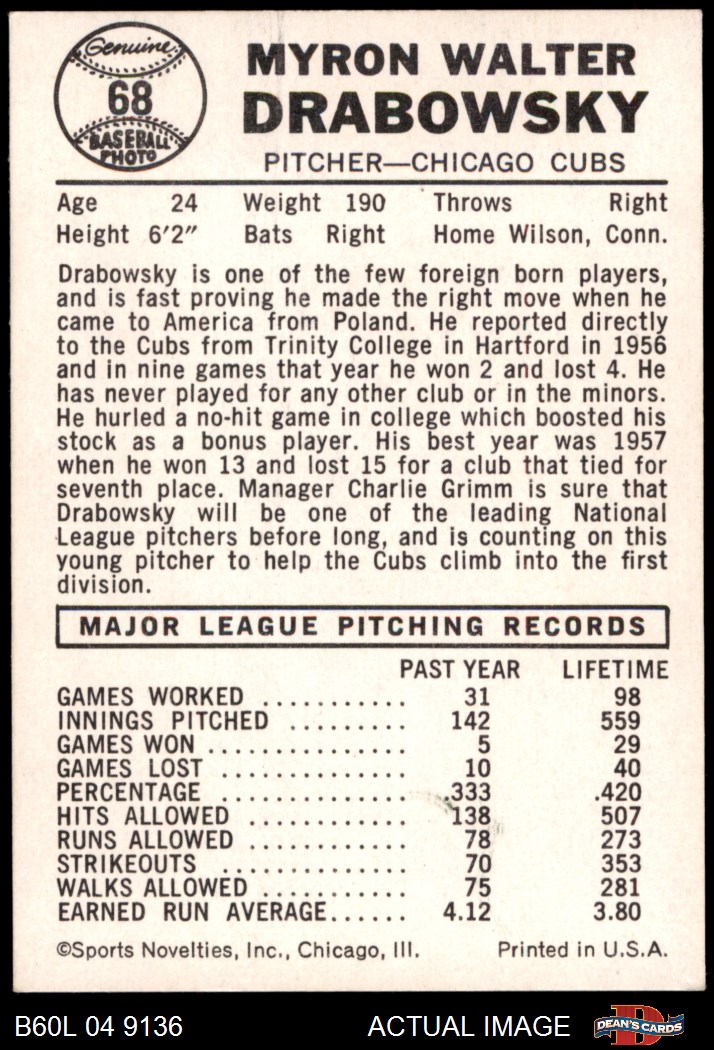 Genuine
68
BASEBALL
PHOTO
MYRON WALTER
DRABOWSKY
PITCHER—CHICAGO CUBS
Age 24 Weight 190 Throws Right
Height 6'2" Bats Right Home Wilson, Conn.
Drabowsky is one of the few foreign born players,
and is fast proving he made the right move when he
came to America from Poland. He reported directly
to the Cubs from Trinity College in Hartford in 1956
and in nine games that year he won 2 and lost 4. He
has never played for any other club or in the minors.
He hurled a no-hit game in college which boosted his
stock as a bonus player. His best year was 1957
when he won 13 and lost 15 for a club that tied for
seventh place. Manager Charlie Grimm is sure that
Drabowsky will be one of the leading National
League pitchers before long, and is counting on this
young pitcher to help the Cubs climb into the first
division.
MAJOR LEAGUE PITCHING RECORDS
PAST YEAR LIFETIME
GAMES WORKED ........... 31 98
INNINGS PITCHED ......... 142 559
GAMES WON ............... 5 29
GAMES LOST .............. 10 40
PERCENTAGE .............. .333 .420
HITS ALLOWED ............ 138 507
RUNS ALLOWED ............ 78 273
STRIKEOUTS .............. 70 353
WALKS ALLOWED ........... 75 281
EARNED RUN AVERAGE...... 4.12 3.80
©Sports Novelties, Inc., Chicago, Ill. Printed in U.S.A.
B60L 04 9136 ACTUAL IMAGE D DEAN'S CARDS